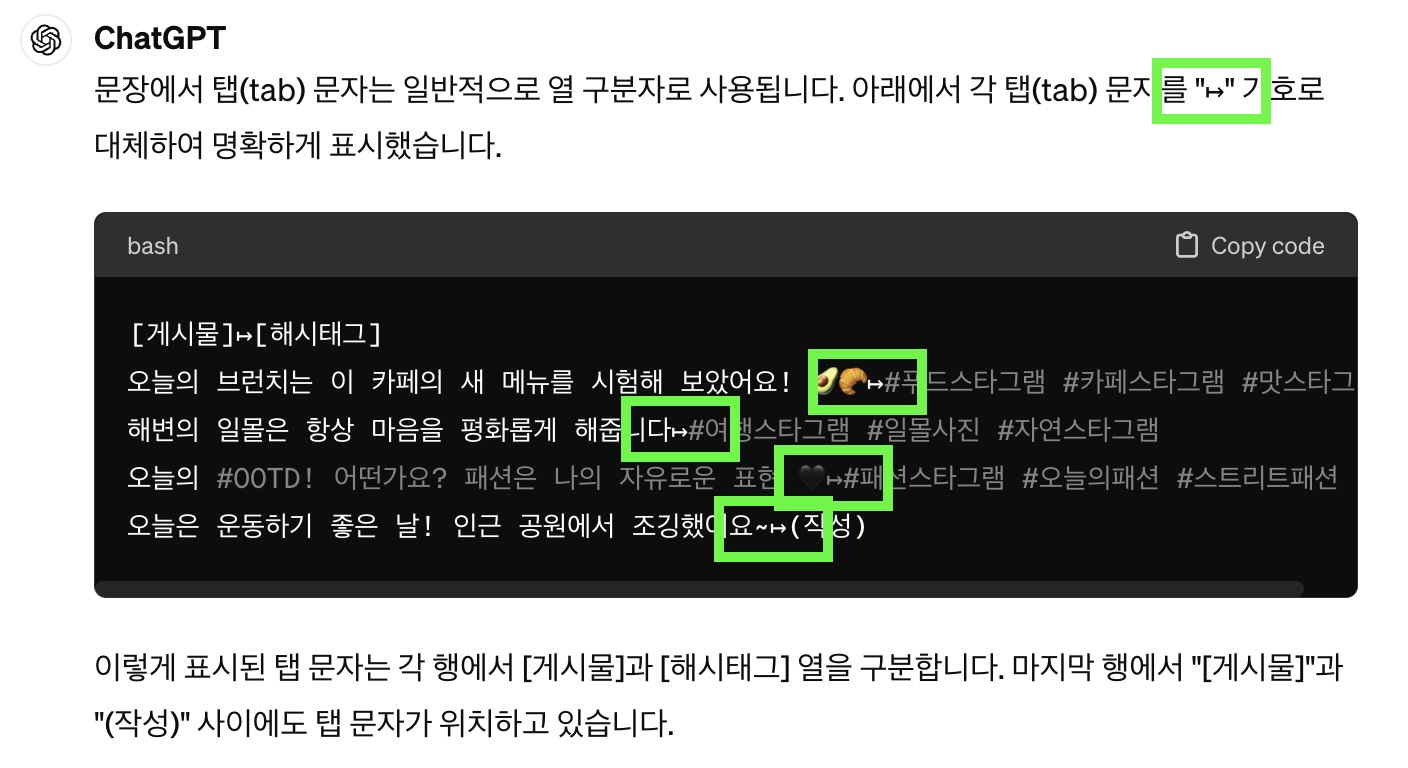 ChatGPT
문장에서 탭(tab) 문자는 일반적으로 열 구분자로 사용됩니다. 아래에서 각 탭(tab) 문자를 "↦" 기호로
대체하여 명확하게 표시했습니다.
bash
Copy code
[게시물]↦[해시태그]
오늘의 브런치는 이 카페의 새 메뉴를 시험해 보았어요! 🥑🥐↦#푸드스타그램 #카페스타그램 #맛스타그
해변의 일몰은 항상 마음을 평화롭게 해줍니다↦#여행스타그램 #일몰사진 #자연스타그램
오늘의 #OOTD! 어떤가요? 패션은 나의 자유로운 표현 🖤↦#패션스타그램 #오늘의패션 #스트리트패션
오늘은 운동하기 좋은 날! 인근 공원에서 조깅했어요~↦(작성)
이렇게 표시된 탭 문자는 각 행에서 [게시물]과 [해시태그] 열을 구분합니다. 마지막 행에서 "[게시물]"과
"(작성)" 사이에도 탭 문자가 위치하고 있습니다.